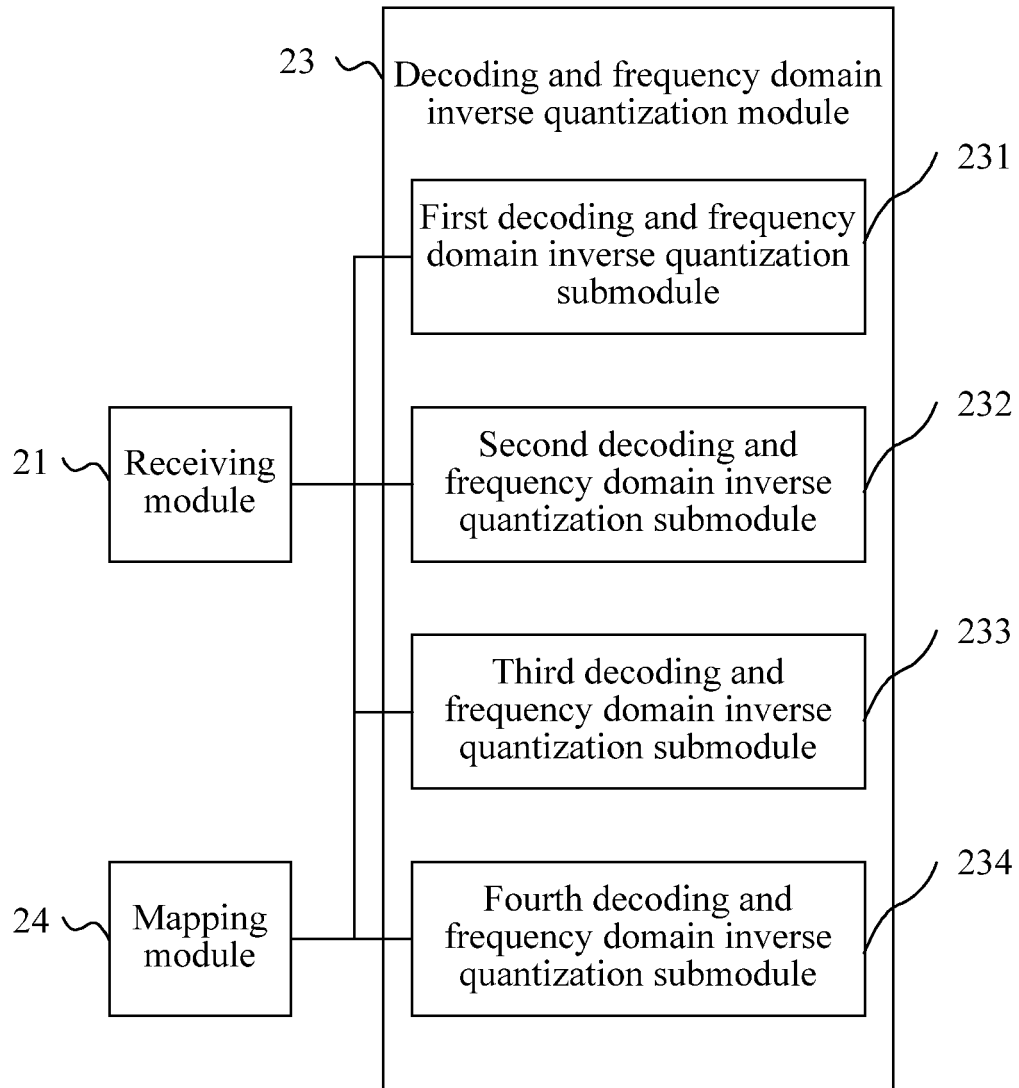 23
Decoding and frequency domain
inverse quantization module
231
First decoding and frequency
domain inverse quantization
submodule
21
Receiving
module
232
Second decoding and
frequency domain inverse
quantization submodule
233
Third decoding and
frequency domain inverse
quantization submodule
24
Mapping
module
234
Fourth decoding and
frequency domain inverse
quantization submodule